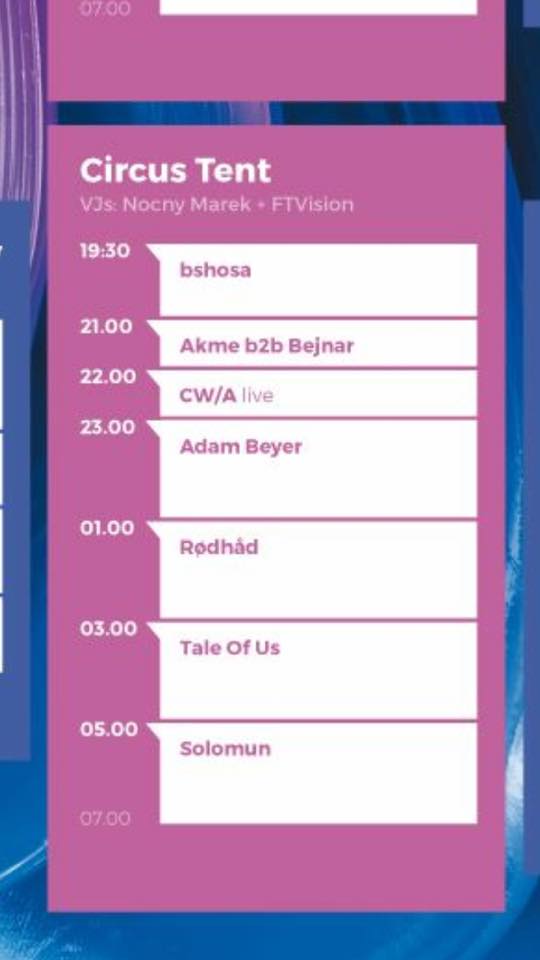 07.00
Circus Tent
VJs: Nocny Marek + FTVision
19:30
bshosa
21.00
Akme b2b Bejnar
22.00
CW/A live
23.00
Adam Beyer
01.00
Rødhåd
03.00
Tale Of Us
05.00
Solomun
07.00